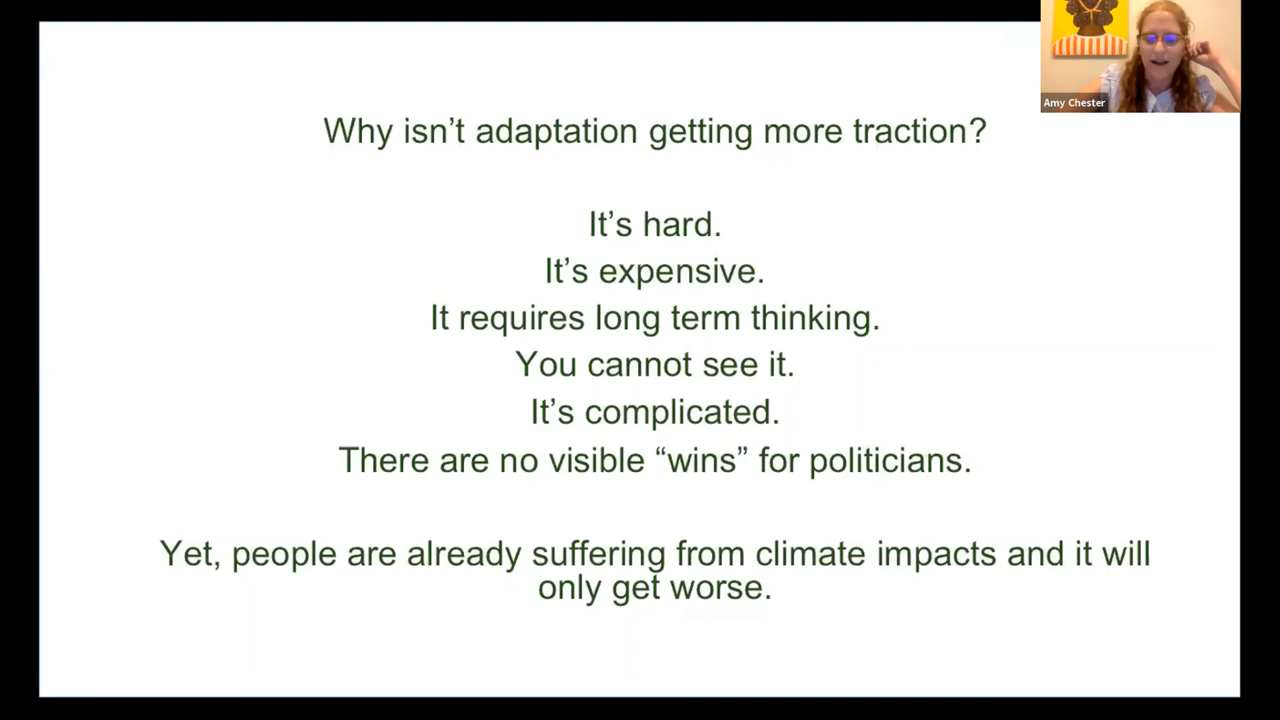 Amy Chester
Why isn’t adaptation getting more traction?
It’s hard.
It’s expensive.
It requires long term thinking.
You cannot see it.
It’s complicated.
There are no visible “wins” for politicians.
Yet, people are already suffering from climate impacts and it will
only get worse.